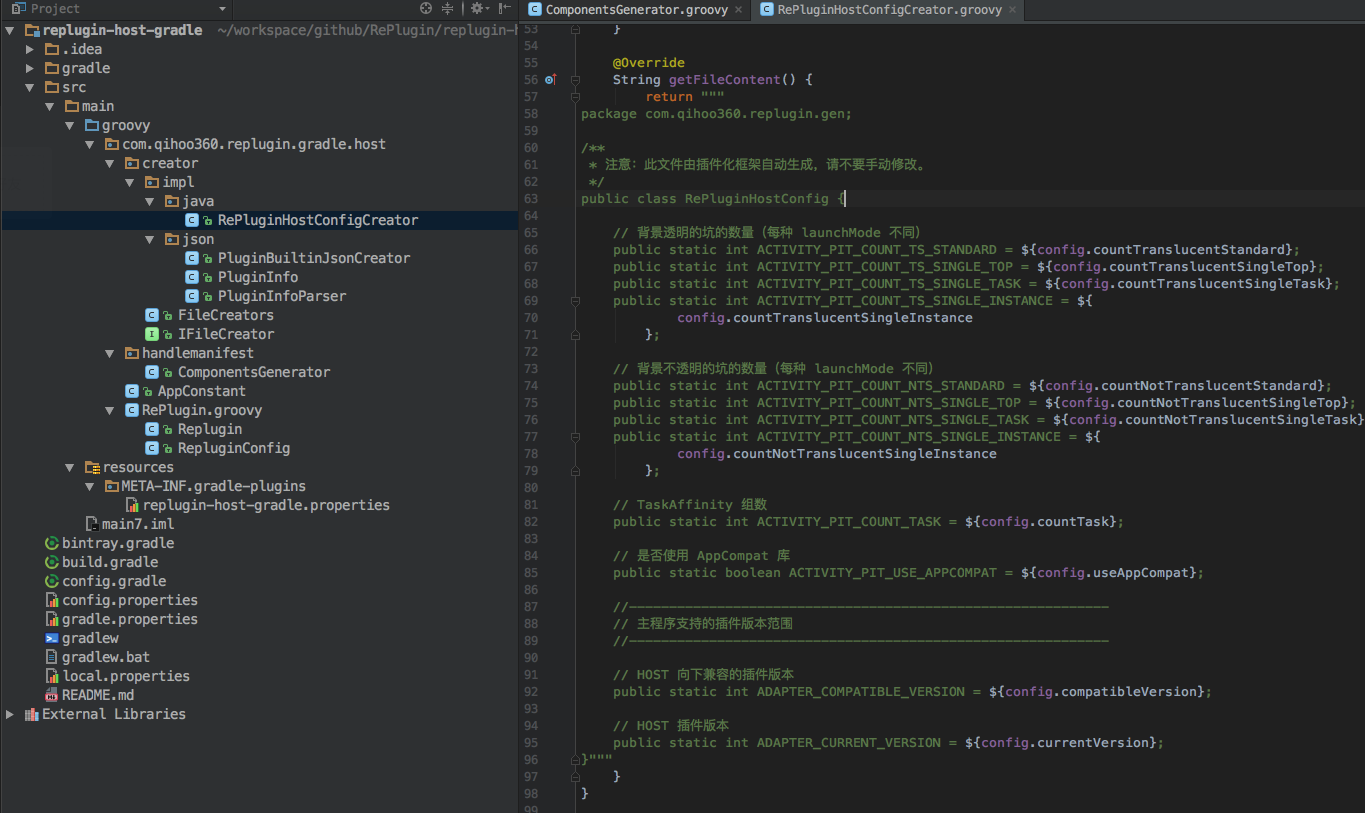 Project
replugin-host-gradle ~/workspace/github/RePlugin/replugin-h
.idea
gradle
src
main
groovy
com.qihoo360.replugin.gradle.host
creator
impl
java
RePluginHostConfigCreator
json
PluginBuiltinJsonCreator
PluginInfo
PluginInfoParser
FileCreators
IFileCreator
handlemanifest
ComponentsGenerator
AppConstant
RePlugin.groovy
Replugin
RepluginConfig
resources
META-INF.gradle-plugins
replugin-host-gradle.properties
main7.iml
bintray.gradle
build.gradle
config.gradle
config.properties
gradle.properties
gradlew
gradlew.bat
local.properties
README.md
External Libraries
ComponentsGenerator.groovy
RePluginHostConfigCreator.groovy
53 }
54
55 @Override
56 String getFileContent() {
57 return """
58 package com.qihoo360.replugin.gen;
59
60 /**
61 * 注意：此文件由插件化框架自动生成，请不要手动修改。
62 */
63 public class RePluginHostConfig {
64
65 // 背景透明的坑的数量（每种 launchMode 不同）
66 public static int ACTIVITY_PIT_COUNT_TS_STANDARD = ${config.countTranslucentStandard};
67 public static int ACTIVITY_PIT_COUNT_TS_SINGLE_TOP = ${config.countTranslucentSingleTop};
68 public static int ACTIVITY_PIT_COUNT_TS_SINGLE_TASK = ${config.countTranslucentSingleTask};
69 public static int ACTIVITY_PIT_COUNT_TS_SINGLE_INSTANCE = ${
70 config.countTranslucentSingleInstance
71 };
72
73 // 背景不透明的坑的数量（每种 launchMode 不同）
74 public static int ACTIVITY_PIT_COUNT_NTS_STANDARD = ${config.countNotTranslucentStandard};
75 public static int ACTIVITY_PIT_COUNT_NTS_SINGLE_TOP = ${config.countNotTranslucentSingleTop};
76 public static int ACTIVITY_PIT_COUNT_NTS_SINGLE_TASK = ${config.countNotTranslucentSingleTask}
77 public static int ACTIVITY_PIT_COUNT_NTS_SINGLE_INSTANCE = ${
78 config.countNotTranslucentSingleInstance
79 };
80
81 // TaskAffinity 组数
82 public static int ACTIVITY_PIT_COUNT_TASK = ${config.countTask};
83
84 // 是否使用 AppCompat 库
85 public static boolean ACTIVITY_PIT_USE_APPCOMPAT = ${config.useAppCompat};
86
87 //------------------------------------------------------------
88 // 主程序支持的插件版本范围
89 //------------------------------------------------------------
90
91 // HOST 向下兼容的插件版本
92 public static int ADAPTER_COMPATIBLE_VERSION = ${config.compatibleVersion};
93
94 // HOST 插件版本
95 public static int ADAPTER_CURRENT_VERSION = ${config.currentVersion};
96 }"""
97 }
98 }
99